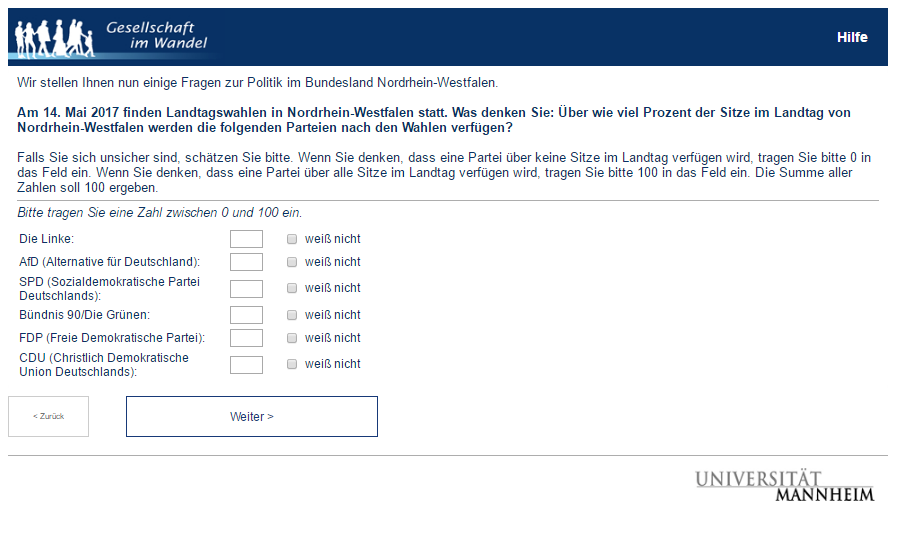 Gesellschaft
im Wandel
Hilfe
Wir stellen Ihnen nun einige Fragen zur Politik im Bundesland Nordrhein-Westfalen.
Am 14. Mai 2017 finden Landtagswahlen in Nordrhein-Westfalen statt. Was denken Sie: Über wie viel Prozent der Sitze im Landtag von
Nordrhein-Westfalen werden die folgenden Parteien nach den Wahlen verfügen?
Falls Sie sich unsicher sind, schätzen Sie bitte. Wenn Sie denken, dass eine Partei über keine Sitze im Landtag verfügen wird, tragen Sie bitte 0 in
das Feld ein. Wenn Sie denken, dass eine Partei über alle Sitze im Landtag verfügen wird, tragen Sie bitte 100 in das Feld ein. Die Summe aller
Zahlen soll 100 ergeben.
Bitte tragen Sie eine Zahl zwischen 0 und 100 ein.
Die Linke: weiß nicht
AfD (Alternative für Deutschland): weiß nicht
SPD (Sozialdemokratische Partei
Deutschlands): weiß nicht
Bündnis 90/Die Grünen: weiß nicht
FDP (Freie Demokratische Partei): weiß nicht
CDU (Christlich Demokratische
Union Deutschlands): weiß nicht
< Zurück Weiter >
UNIVERSITÄT
MANNHEIM